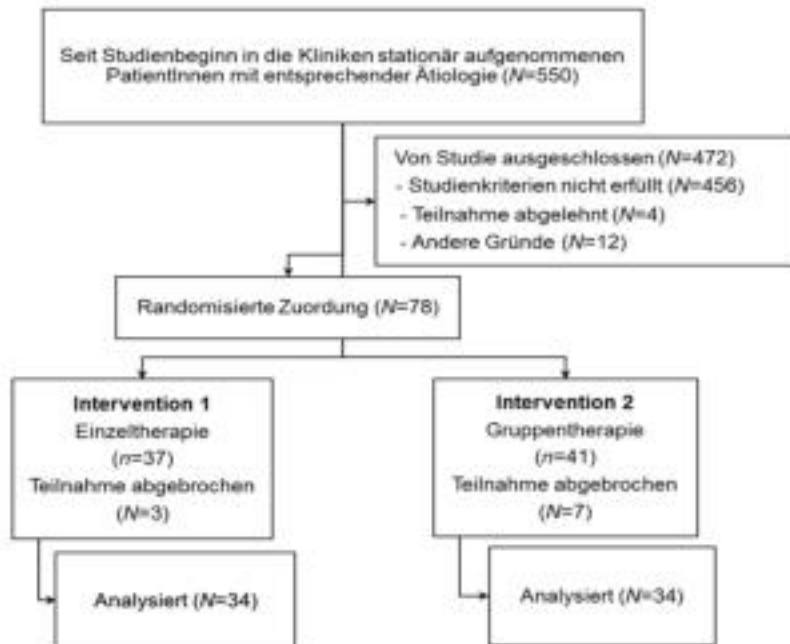 Seit Studienbeginn in die Kliniken stationär aufgenommenen
PatientInnen mit entsprechender Ätiologie (N=550)
Von Studie ausgeschlossen (N=472)
- Studienkriterien nicht erfüllt (N=456)
- Teilnahme abgelehnt (N=4)
- Andere Gründe (N=12)
Randomisierte Zuordung (N=78)
Intervention 1
Einzeltherapie
(n=37)
Teilnahme abgebrochen
(N=3)
Intervention 2
Gruppentherapie
(n=41)
Teilnahme abgebrochen
(N=7)
Analysiert (N=34)
Analysiert (N=34)